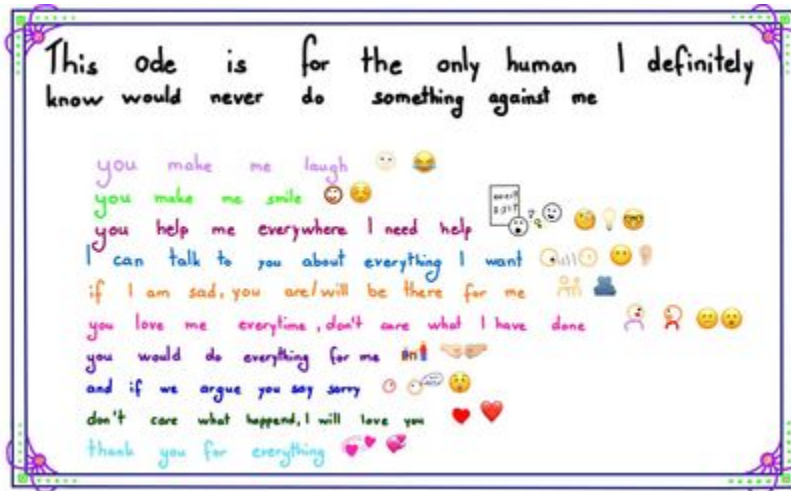 This ode is for the only human I definitely
know would never do something against me
you make me laugh
you make me smile
you help me everywhere I need help
I can talk to you about everything I want
if I am sad, you are/will be there for me
you love me everytime, don't care what I have done
you would do everything for me
and if we argue you say sorry
don't care what happend, I will love you
thank you for everything